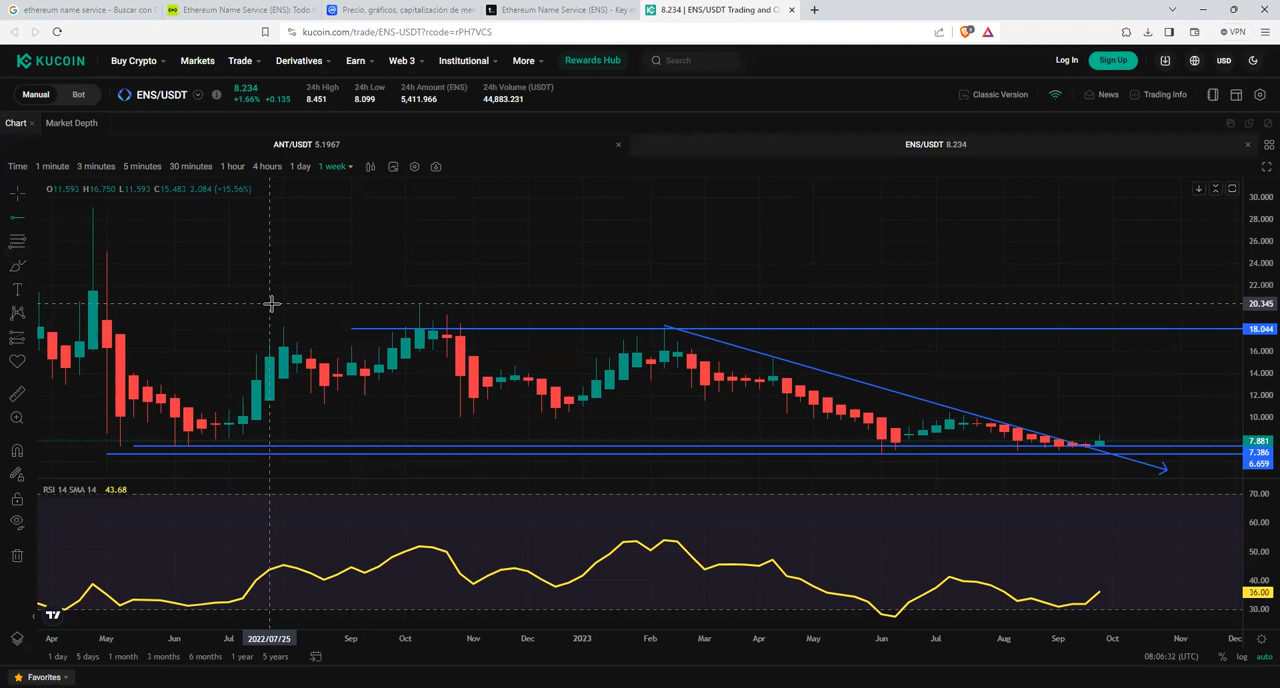 ethereum name service - Buscar con G
Ethereum Name Service (ENS): Todo l
Precio, gráficos, capitalización de mer
Ethereum Name Service (ENS) - Key m
8.234 | ENS/USDT Trading and C
kucoin.com/trade/ENS-USDT?rcode=rPH7VCS
VPN
KUCOIN
Buy Crypto
Markets
Trade
Derivatives
Earn
Web 3
Institutional
More
Rewards Hub
Search
Log In
Sign Up
USD
Manual
Bot
ENS/USDT
8.234
+1.66% +0.135
24h High
8.451
24h Low
8.099
24h Amount (ENS)
5,411.966
24h Volume (USDT)
44,883.231
Classic Version
News
Trading Info
Chart
Market Depth
ANT/USDT 5.1967
ENS/USDT 8.234
Time
1 minute
3 minutes
5 minutes
30 minutes
1 hour
4 hours
1 day
1 week
O11.593 H16.750 L11.593 C15.483 2.084 (+15.56%)
30.000
28.000
26.000
24.000
22.000
20.345
18.044
16.000
14.000
12.000
10.000
7.881
7.386
6.659
RSI 14 SMA 14 43.68
70.00
60.00
50.00
40.00
36.00
30.00
Apr
May
Jun
Jul
2022/07/25
Sep
Oct
Nov
Dec
2023
Feb
Mar
Apr
May
Jun
Jul
Aug
Sep
Oct
Nov
Dec
1 day
5 days
1 month
3 months
6 months
1 year
5 years
08:06:32 (UTC)
%
log
auto
Favorites